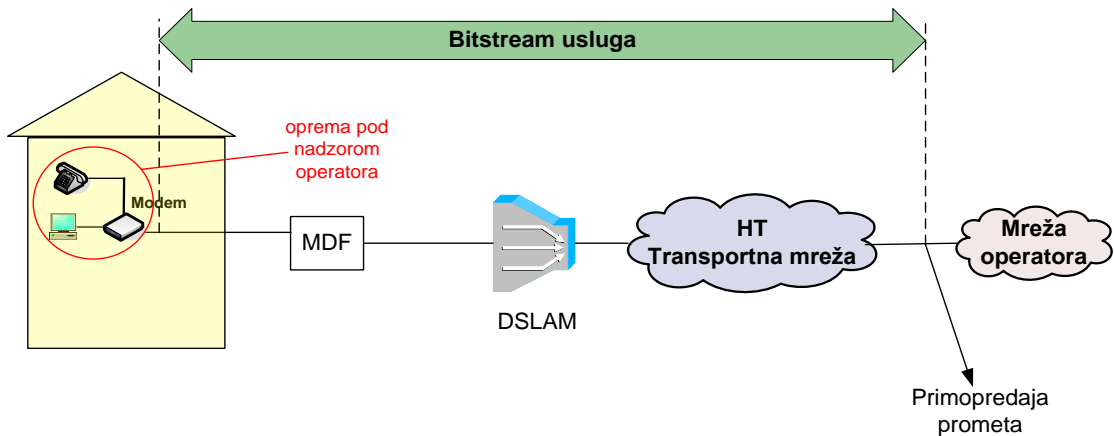 Bitstream usluga
oprema pod
nadzorom
operatora
Modem
MDF
DSLAM
HT
Transportna mreža
Mreža
operatora
Primopredaja
prometa